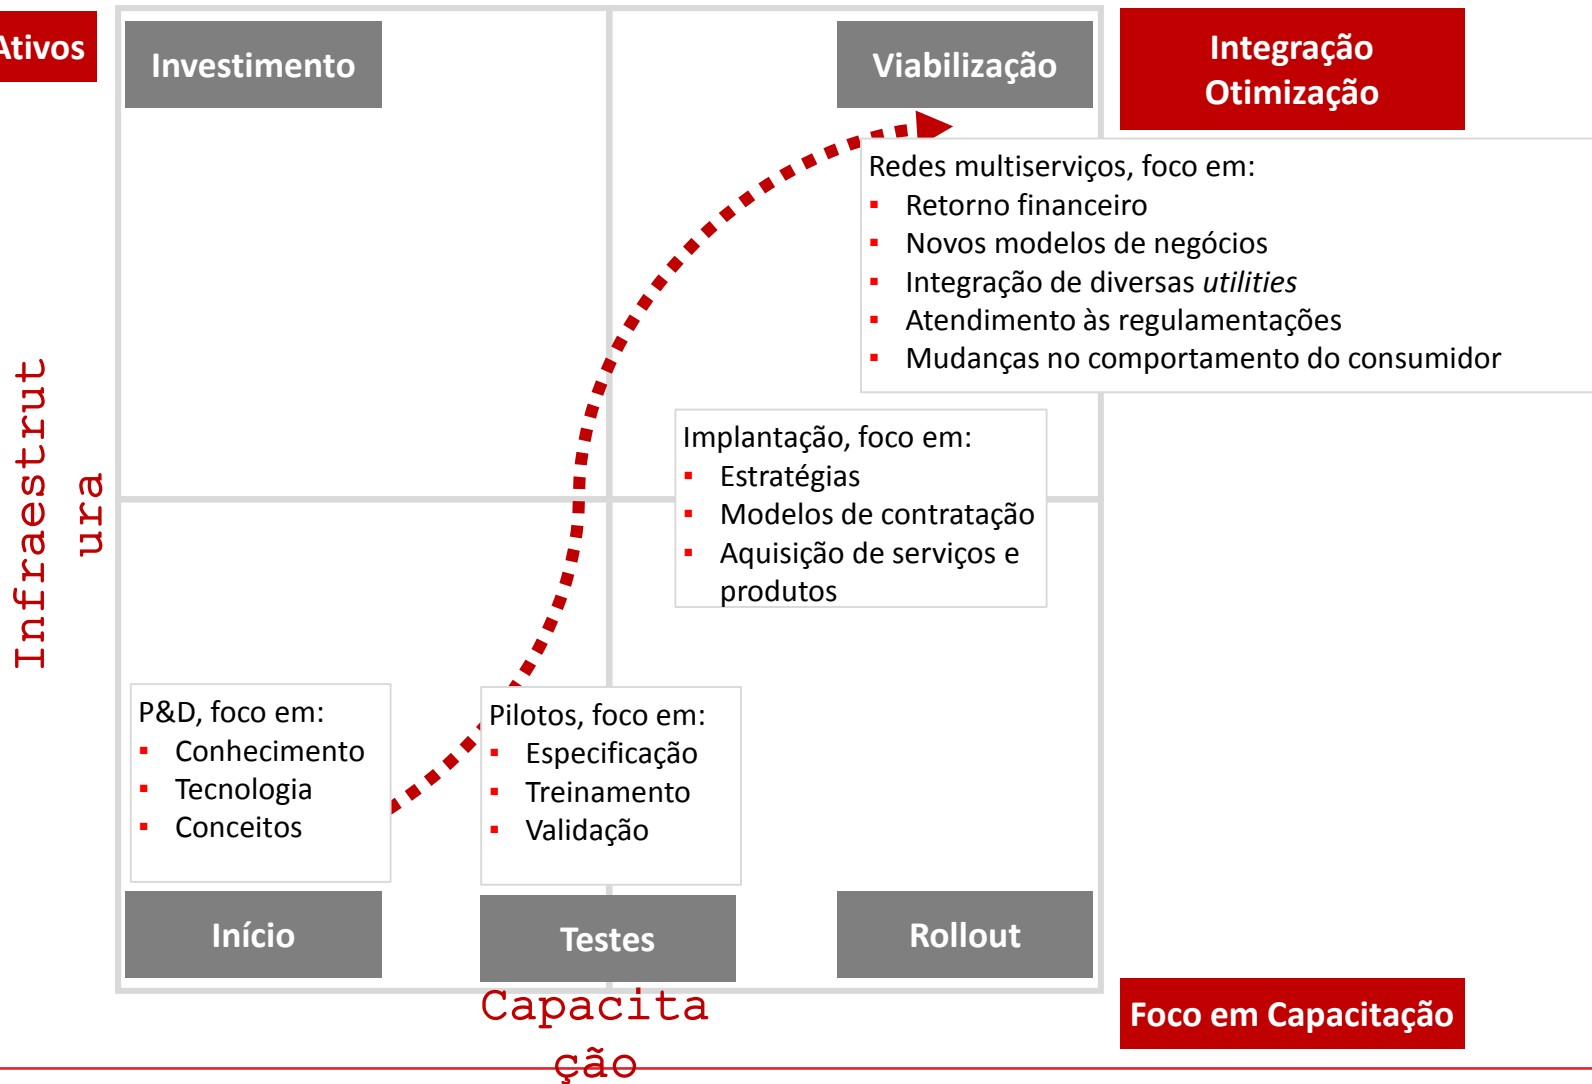 Ativos
Investimento
Viabilização
Integração
Otimização
Redes multiserviços, foco em:
Retorno financeiro
Novos modelos de negócios
Integração de diversas utilities
Atendimento às regulamentações
Mudanças no comportamento do consumidor
Infraestrut
ura
Implantação, foco em:
Estratégias
Modelos de contratação
Aquisição de serviços e
produtos
P&D, foco em:
Conhecimento
Tecnologia
Conceitos
Pilotos, foco em:
Especificação
Treinamento
Validação
Início
Testes
Rollout
Capacita
ção
Foco em Capacitação